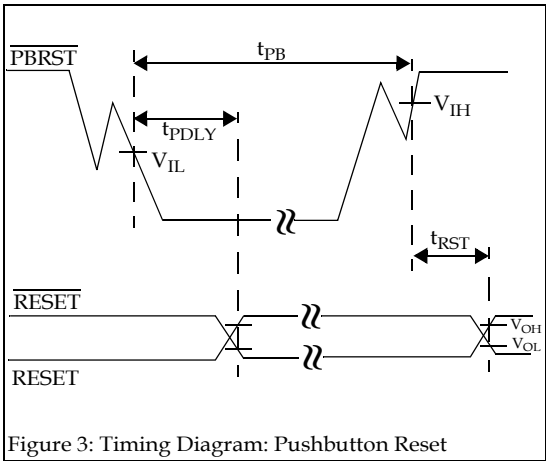 PBRST
tPB
VIH
tPDLY
VIL
tRST
RESET
VOH
VOL
RESET
Figure 3: Timing Diagram: Pushbutton Reset